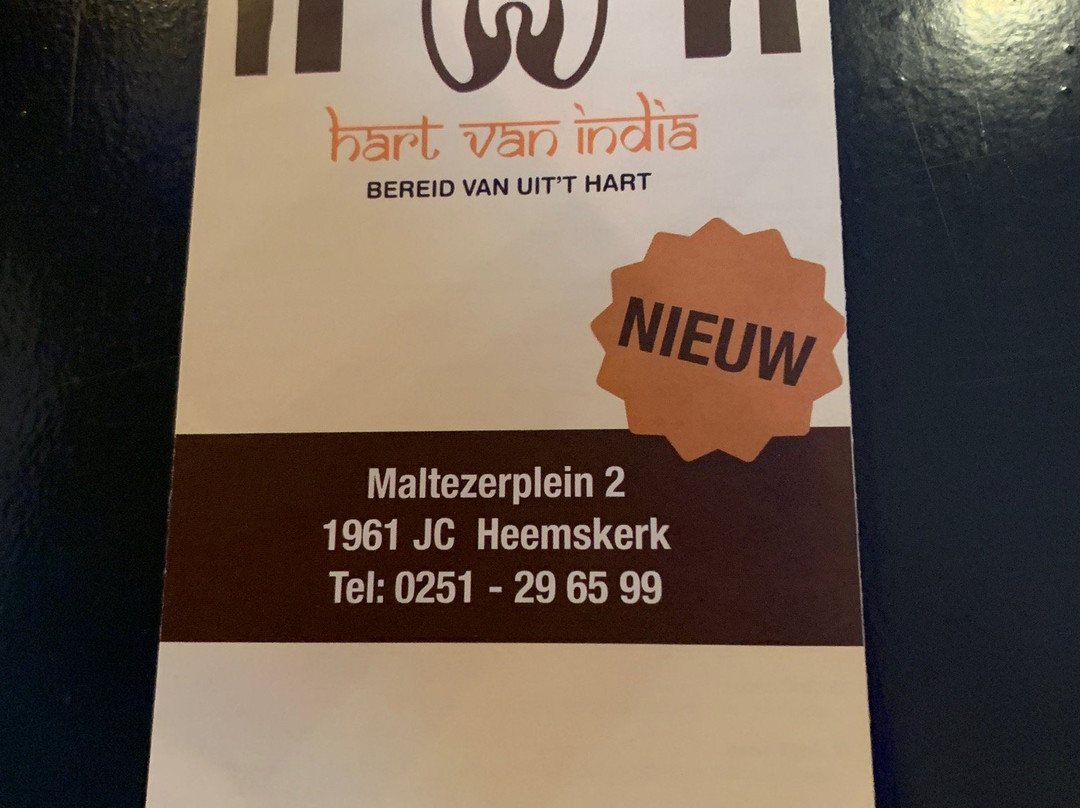 hart van india
BEREID VAN UIT'T HART
NIEUW
Maltezerplein 2
1961 JC Heemskerk
Tel: 0251 - 29 65 99